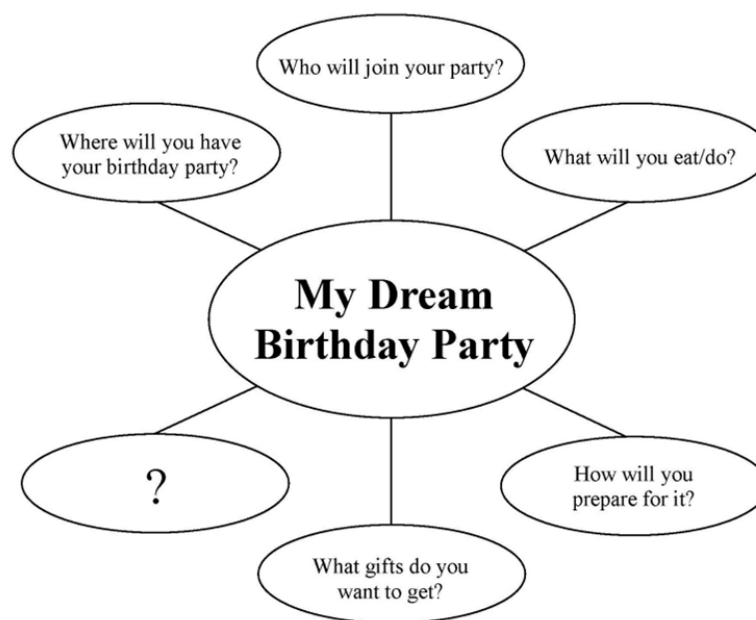 Who will join your party?
Where will you have
your birthday party?
What will you eat/do?
My Dream
Birthday Party
?
How will you
prepare for it?
What gifts do you
want to get?